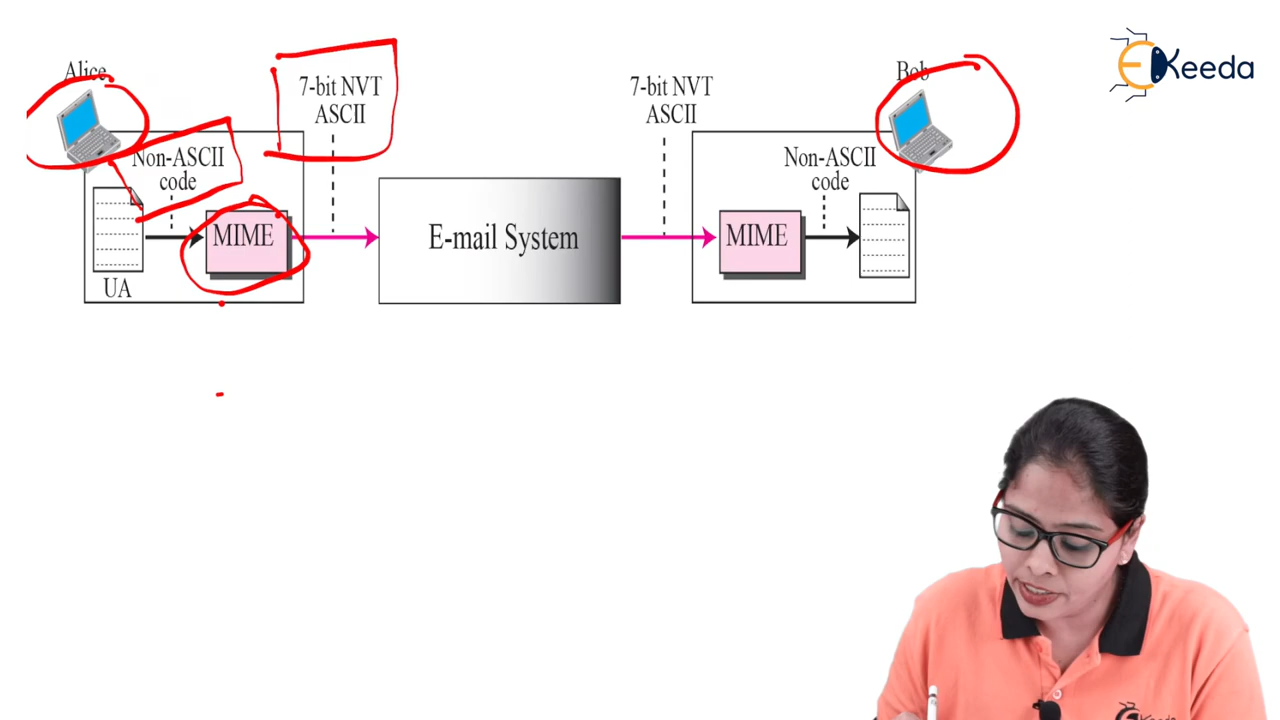 Alice
7-bit NVT
ASCII
7-bit NVT
ASCII
Bob
EKeeda
Non-ASCII
code
Non-ASCII
code
MIME
E-mail System
MIME
UA
Keeda